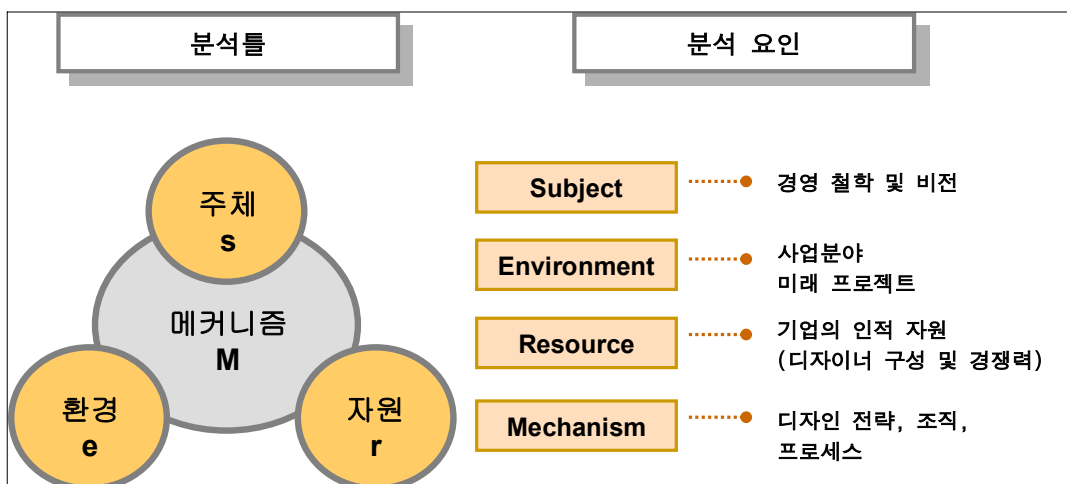 분석틀
분석 요인
주체
s
메커니즘
M
환경
e
자원
r
Subject
경영 철학 및 비전
Environment
사업분야
미래 프로젝트
Resource
기업의 인적 자원
(디자이너 구성 및 경쟁력)
Mechanism
디자인 전략, 조직,
프로세스